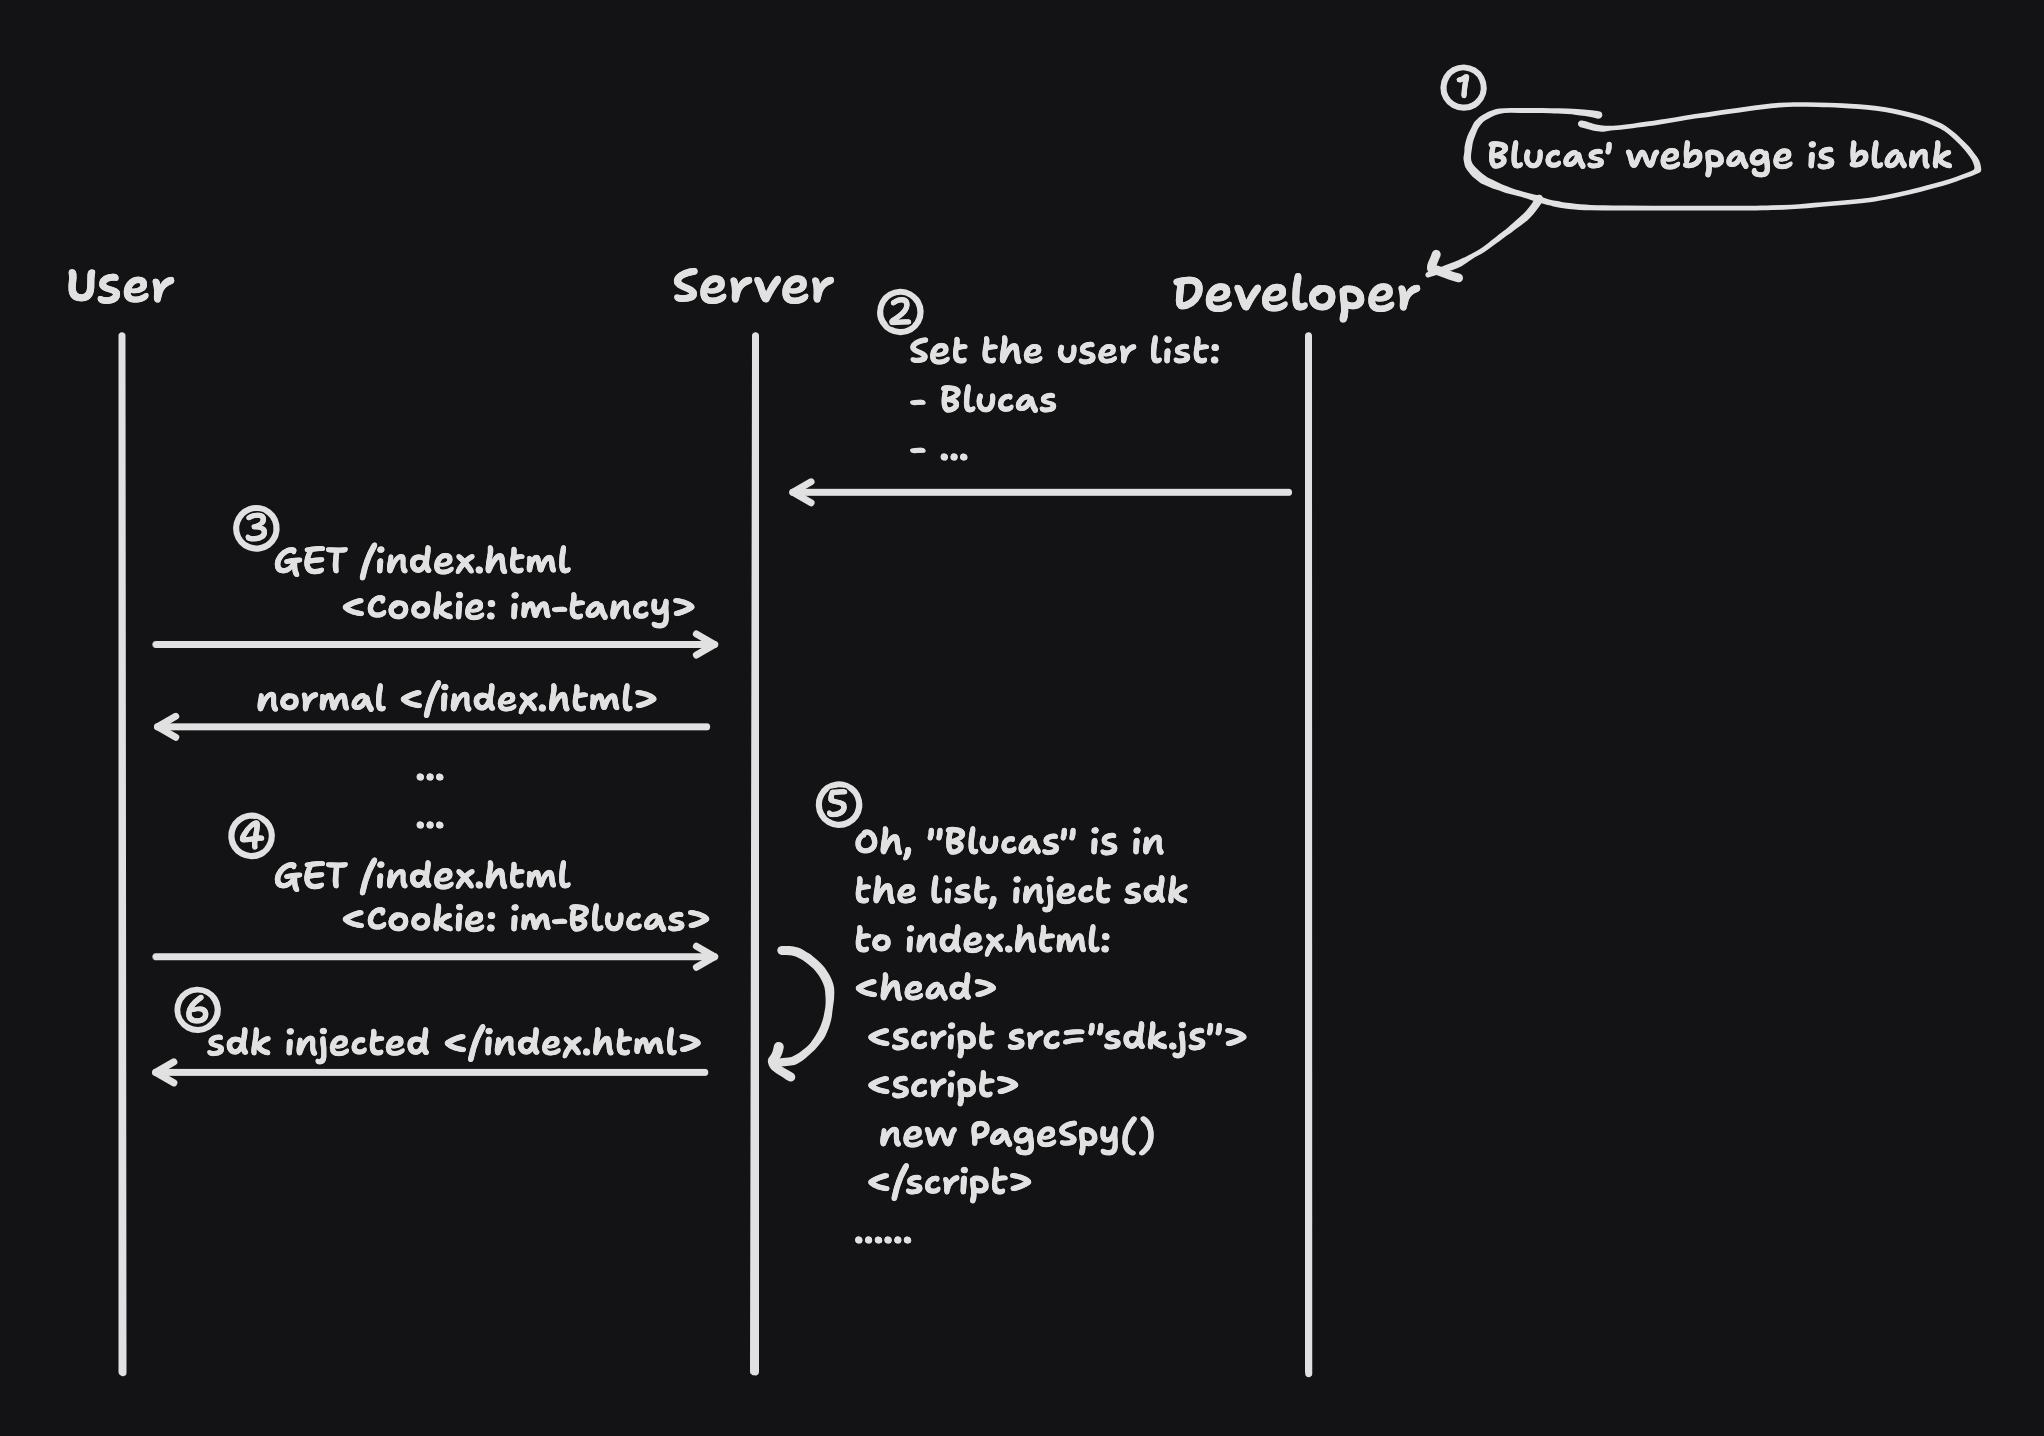 ①
Blucas' webpage is blank
User
Server
Developer
②
Set the user list:
- Blucas
- ...
③
GET /index.html
<Cookie: im-tancy>
normal </index.html>
...
...
④
GET /index.html
<Cookie: im-Blucas>
⑤
Oh, "Blucas" is in
the list, inject sdk
to index.html:
<head>
<script src="sdk.js">
<script>
new PageSpy()
</script>
......
⑥
sdk injected </index.html>